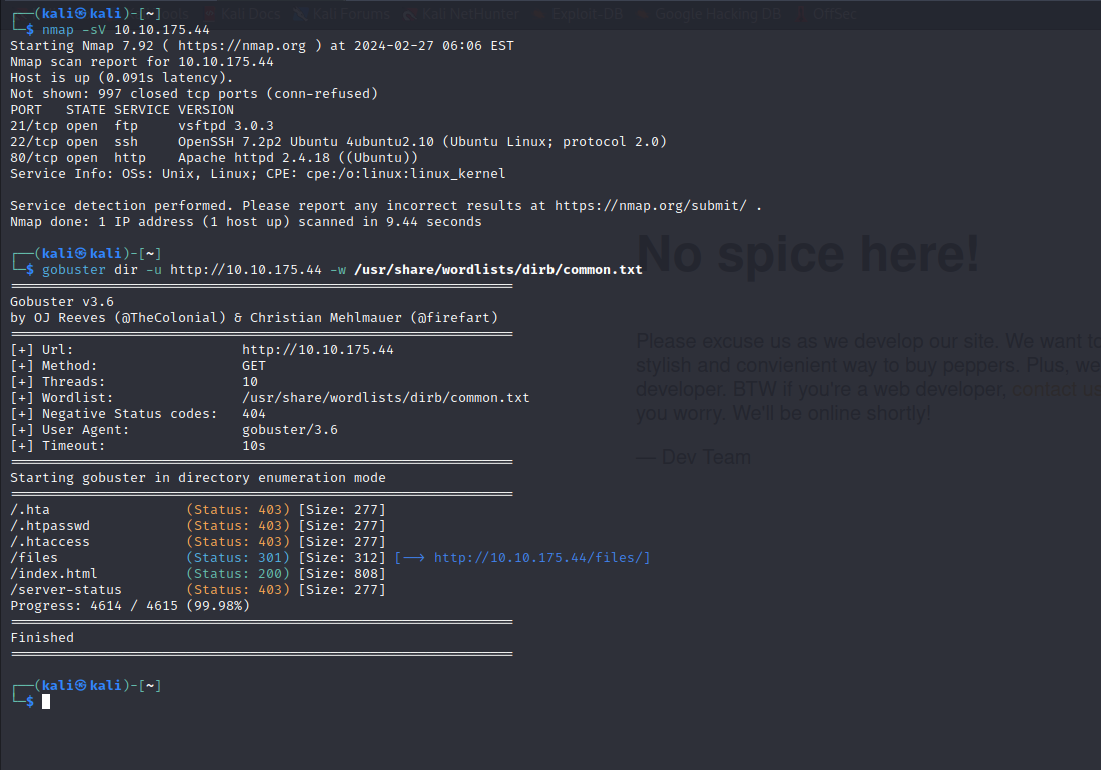 Kali Docs Kali Forums Kali NetHunter Exploit-DB Google Hacking DB OffSec
┌──(kali㉿kali)-[~]
└─$ nmap -sV 10.10.175.44
Starting Nmap 7.92 ( https://nmap.org ) at 2024-02-27 06:06 EST
Nmap scan report for 10.10.175.44
Host is up (0.091s latency).
Not shown: 997 closed tcp ports (conn-refused)
PORT   STATE SERVICE VERSION
21/tcp open  ftp     vsftpd 3.0.3
22/tcp open  ssh     OpenSSH 7.2p2 Ubuntu 4ubuntu2.10 (Ubuntu Linux; protocol 2.0)
80/tcp open  http    Apache httpd 2.4.18 ((Ubuntu))
Service Info: OSs: Unix, Linux; CPE: cpe:/o:linux:linux_kernel
Service detection performed. Please report any incorrect results at https://nmap.org/submit/ .
Nmap done: 1 IP address (1 host up) scanned in 9.44 seconds
┌──(kali㉿kali)-[~]
└─$ gobuster dir -u http://10.10.175.44 -w /usr/share/wordlists/dirb/common.txt
===============================================================
Gobuster v3.6
by OJ Reeves (@TheColonial) & Christian Mehlmauer (@firefart)
===============================================================
[+] Url:                     http://10.10.175.44
[+] Method:                  GET
[+] Threads:                 10
[+] Wordlist:                /usr/share/wordlists/dirb/common.txt
[+] Negative Status codes:   404
[+] User Agent:              gobuster/3.6
[+] Timeout:                 10s
===============================================================
Starting gobuster in directory enumeration mode
===============================================================
/.hta                 (Status: 403) [Size: 277]
/.htpasswd            (Status: 403) [Size: 277]
/.htaccess            (Status: 403) [Size: 277]
/files                (Status: 301) [Size: 312] [--> http://10.10.175.44/files/]
/index.html           (Status: 200) [Size: 808]
/server-status        (Status: 403) [Size: 277]
Progress: 4614 / 4615 (99.98%)
===============================================================
Finished
===============================================================
┌──(kali㉿kali)-[~]
└─$
No spice here!
Please excuse us as we develop our site. We want to
stylish and convienient way to buy peppers. Plus, we
developer. BTW if you're a web developer, contact us
you worry. We'll be online shortly!
— Dev Team